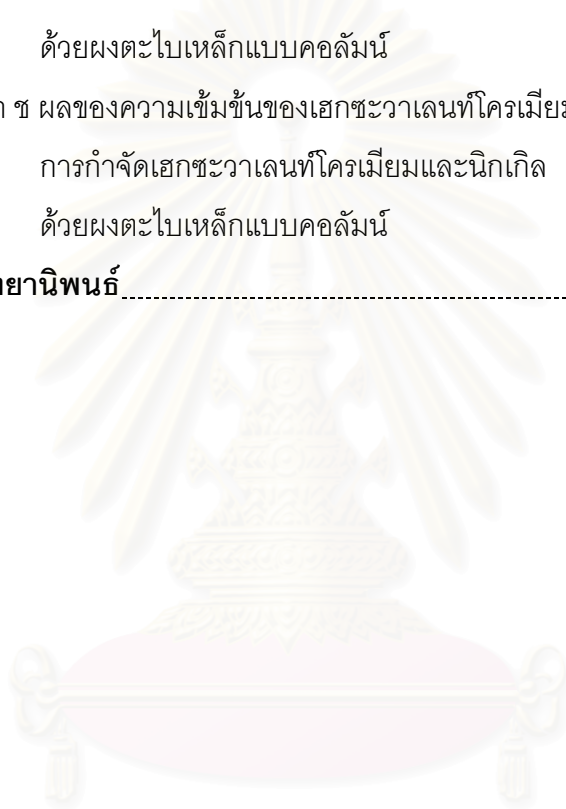 ด้วยผงตะไบเหล็กแบบคอลัมน์
ช ผลของความเข้มข้นของเฮกซะวาเลนท์โครเมียม
การกำจัดเฮกซะวาเลนท์โครเมียมและนิกเกิล
ด้วยผงตะไบเหล็กแบบคอลัมน์
ยานิพนธ์